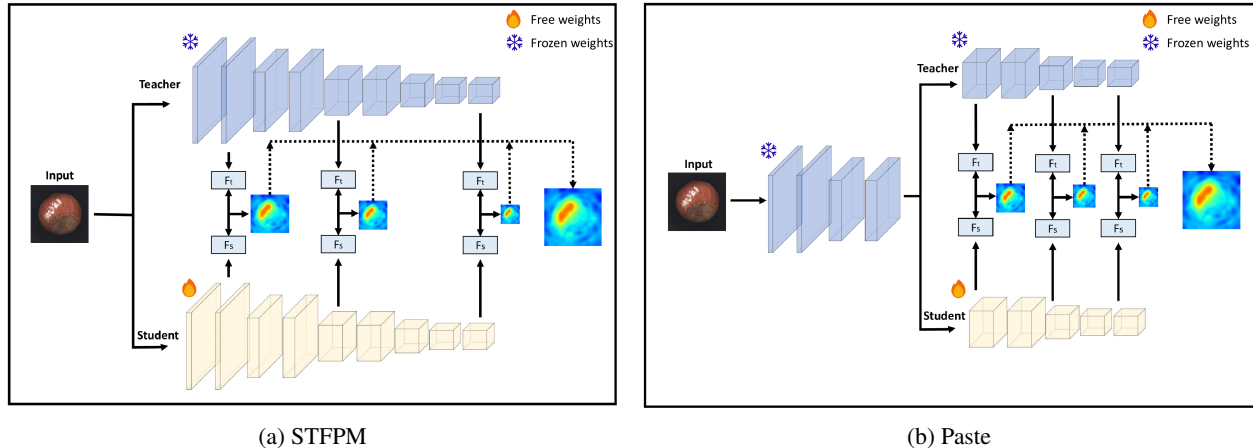 Free weights
Frozen weights
Teacher
Input
Ft
Ft
Ft
Fs
Fs
Fs
Student
(a) STFPM
Free weights
Frozen weights
Teacher
Input
Ft
Ft
Ft
Fs
Fs
Fs
Student
(b) Paste